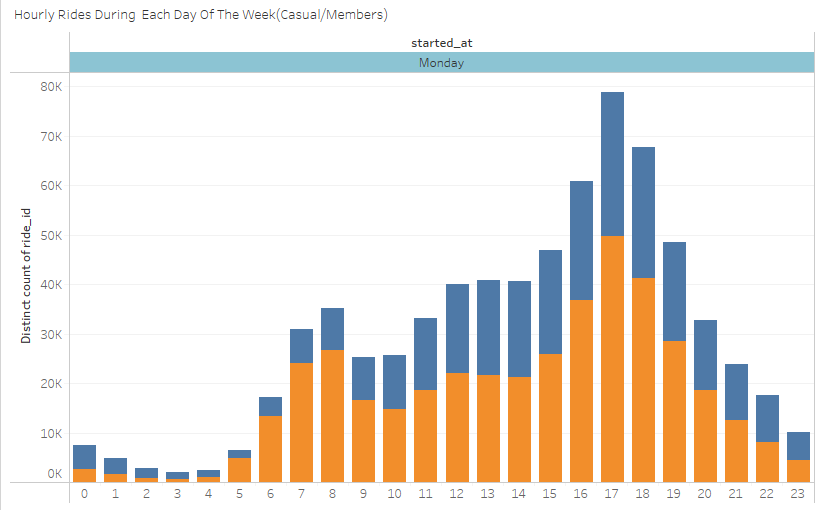 Hourly Rides During  Each Day Of The Week(Casual/Members)
started_at
Monday
80K
70K
60K
50K
40K
30K
20K
10K
0K
Distinct count of ride_id
0 1 2 3 4 5 6 7 8 9 10 11 12 13 14 15 16 17 18 19 20 21 22 23